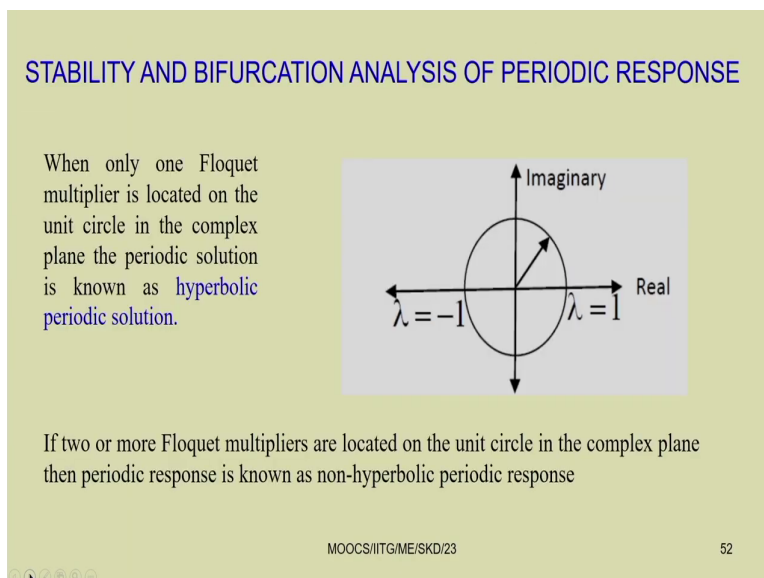 STABILITY AND BIFURCATION ANALYSIS OF PERIODIC RESPONSE
When only one Floquet
multiplier is located on the
unit circle in the complex
plane the periodic solution
is known as hyperbolic
periodic solution.
Imaginary
Real
λ = −1
λ = 1
If two or more Floquet multipliers are located on the unit circle in the complex plane
then periodic response is known as non-hyperbolic periodic response
MOOCS/IITG/ME/SKD/23
52